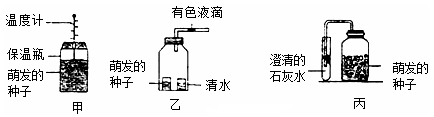 温度计
保温瓶
萌发的
种子
甲
有色液滴
萌发的
种子
清水
乙
澄清的
石灰水
萌发的
种子
丙